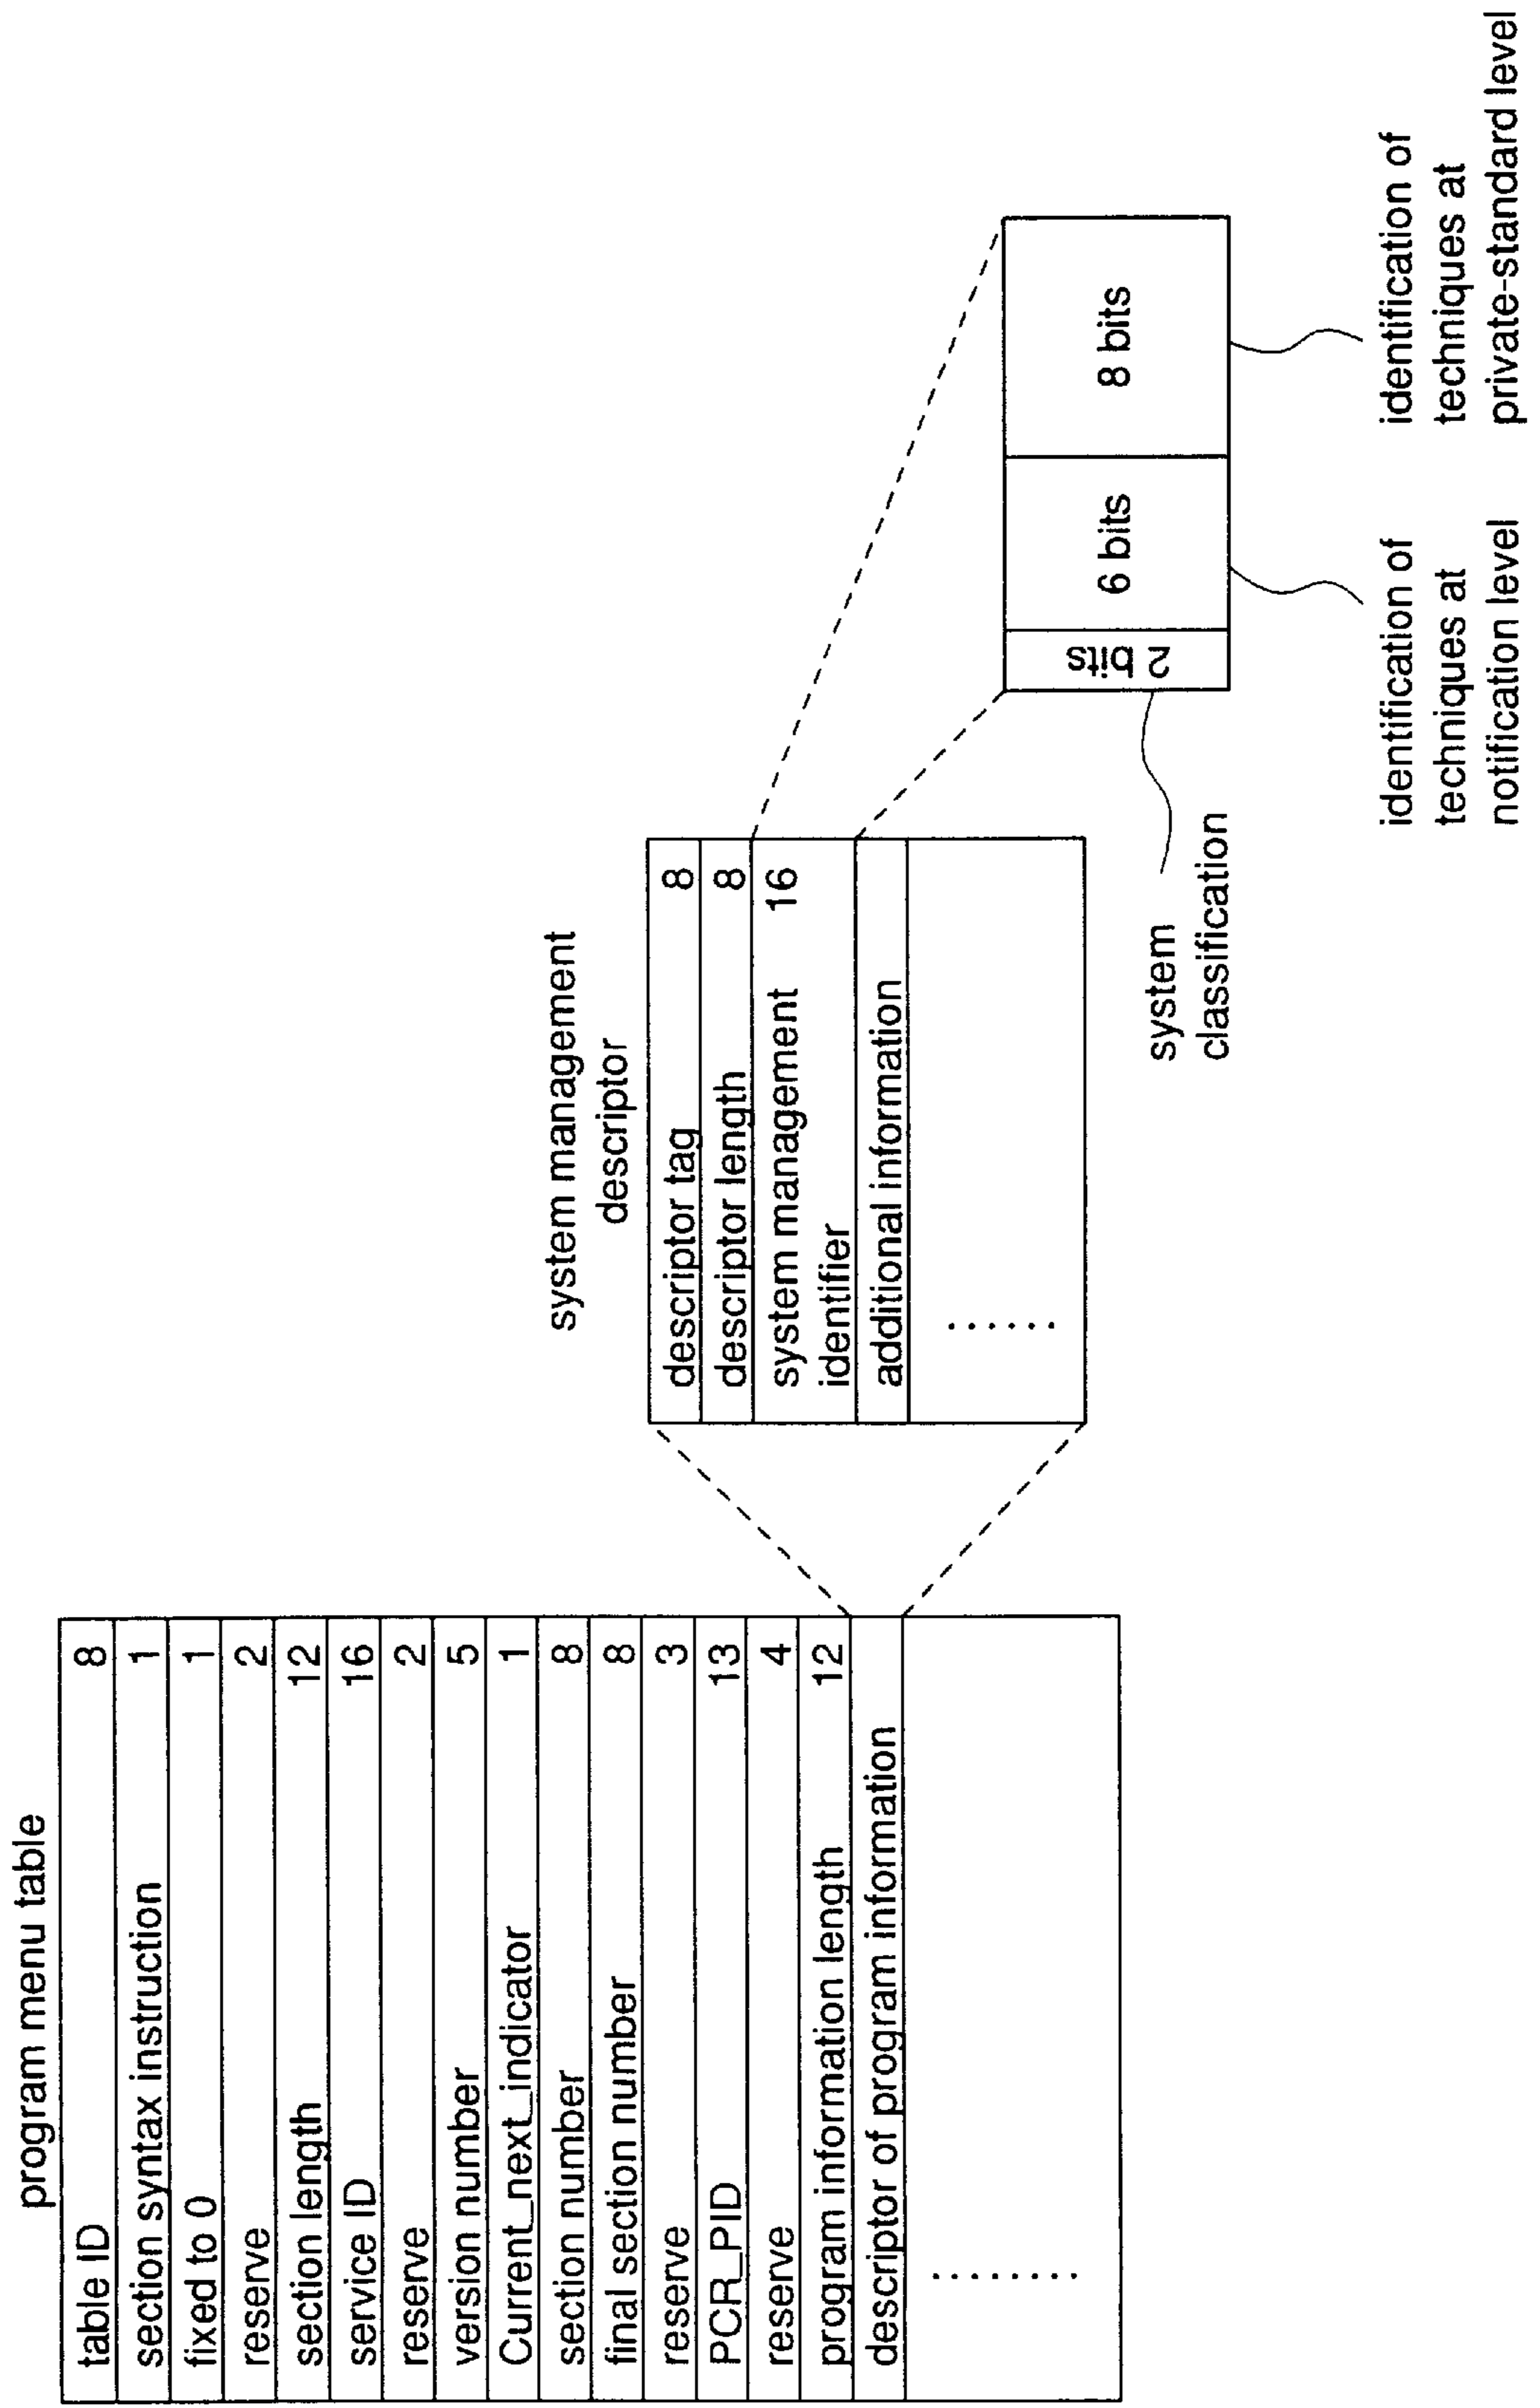 program menu table
table ID 8
section syntax instruction 1
fixed to 0 1
reserve 2
section length 12
service ID 16
reserve 2
version number 5
Current_next_indicator 1
section number 8
final section number 8
reserve 3
PCR_PID 13
reserve 4
program information length 12
descriptor of program information
........
system management
descriptor
descriptor tag 8
descriptor length 8
system management 16
identifier
additional information
......
2 bits
6 bits
8 bits
system
classification
identification of
techniques at
notification level
identification of
techniques at
private-standard level